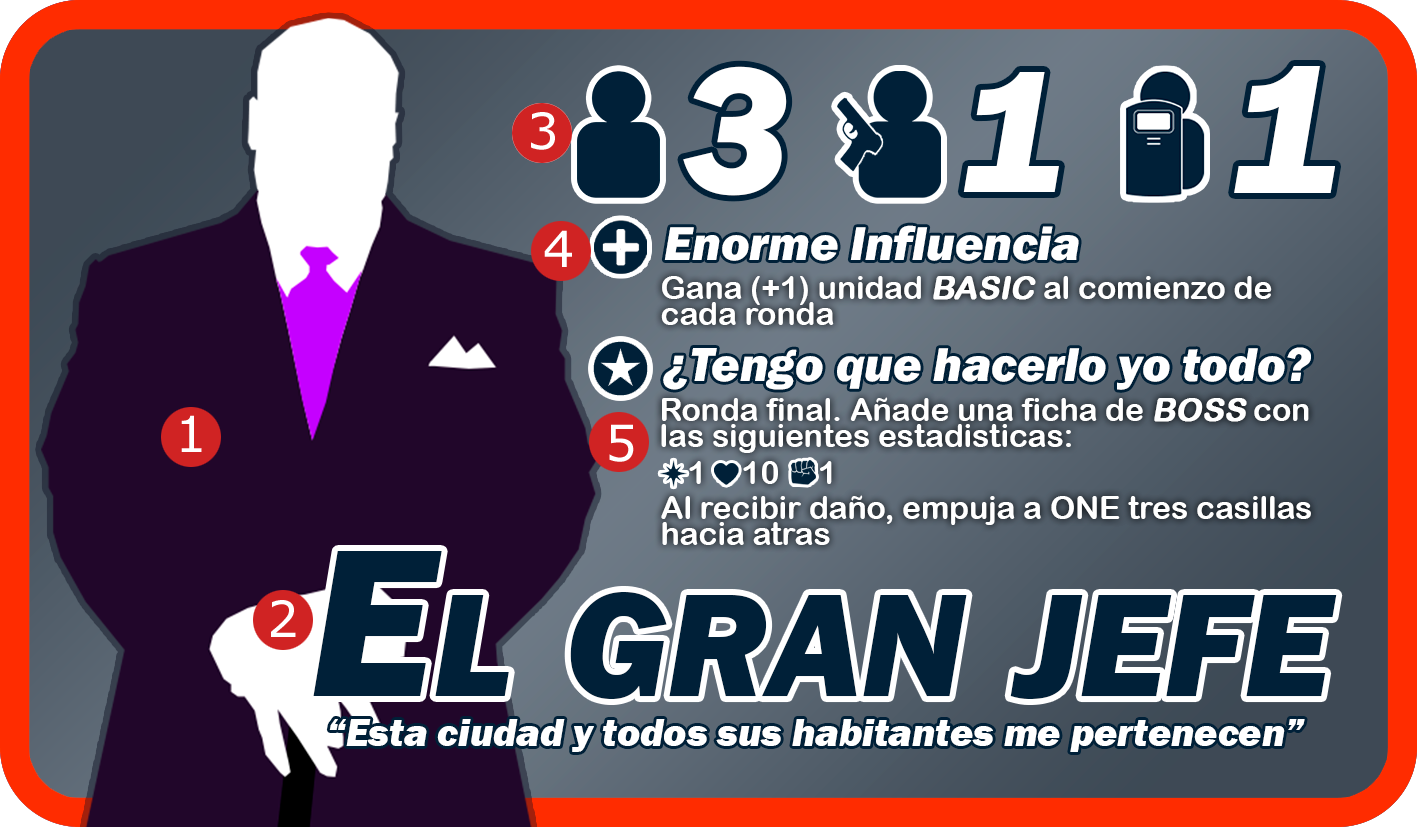 3 3 1 1
4 + Enorme Influencia
Gana (+1) unidad BASIC al comienzo de
cada ronda
¿Tengo que hacerlo yo todo?
Ronda final. Añade una ficha de BOSS con
5 las siguientes estadisticas:
1 10 1
Al recibir daño, empuja a ONE tres casillas
hacia atras
1
2 EL GRAN JEFE
“Esta ciudad y todos sus habitantes me pertenecen”